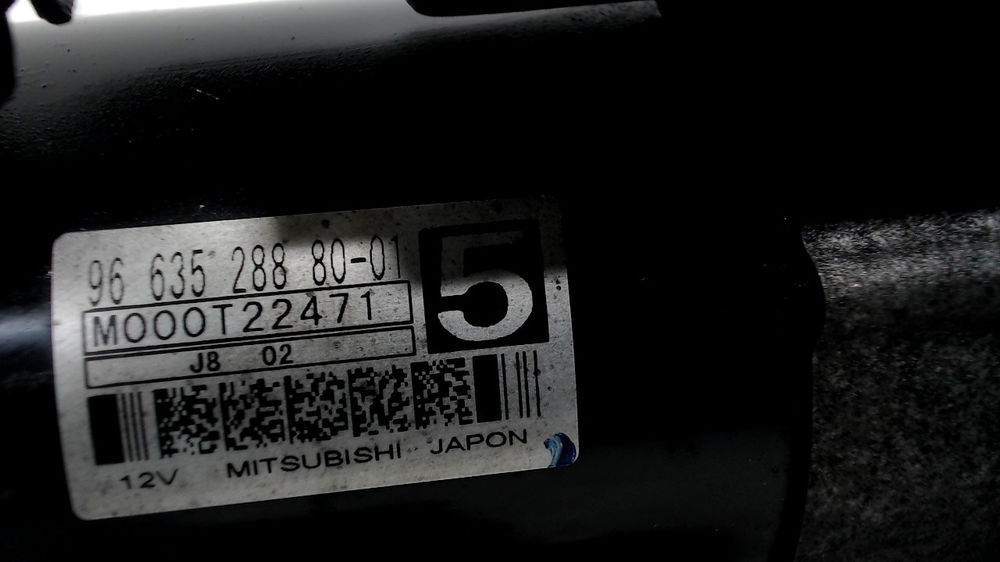 96 635 288 80-01
5
M000T22471
J8 02
12V MITSUBISHI JAPON